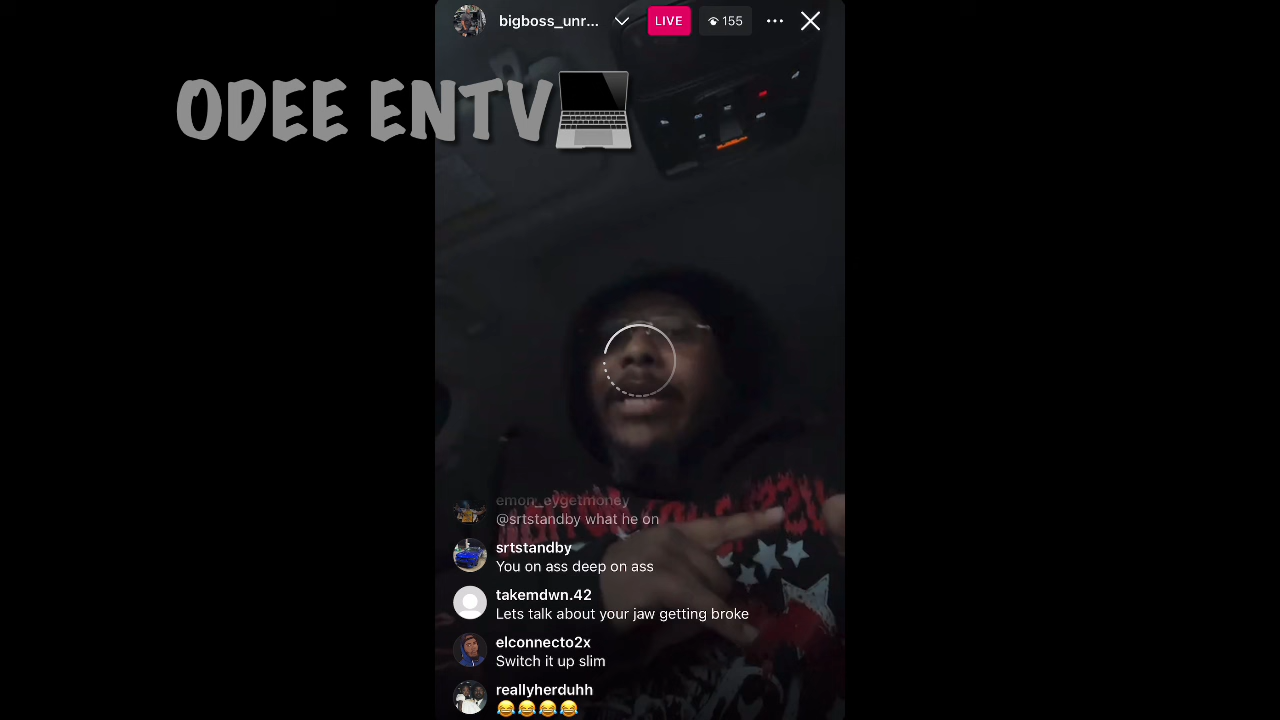 bigboss_unr...
LIVE
155
ODEE ENTV
emon_eygetmoney
@srtstandby what he on
srtstandby
You on ass deep on ass
takemdwn.42
Lets talk about your jaw getting broke
elconnecto2x
Switch it up slim
reallyherduhh
😂😂😂😂